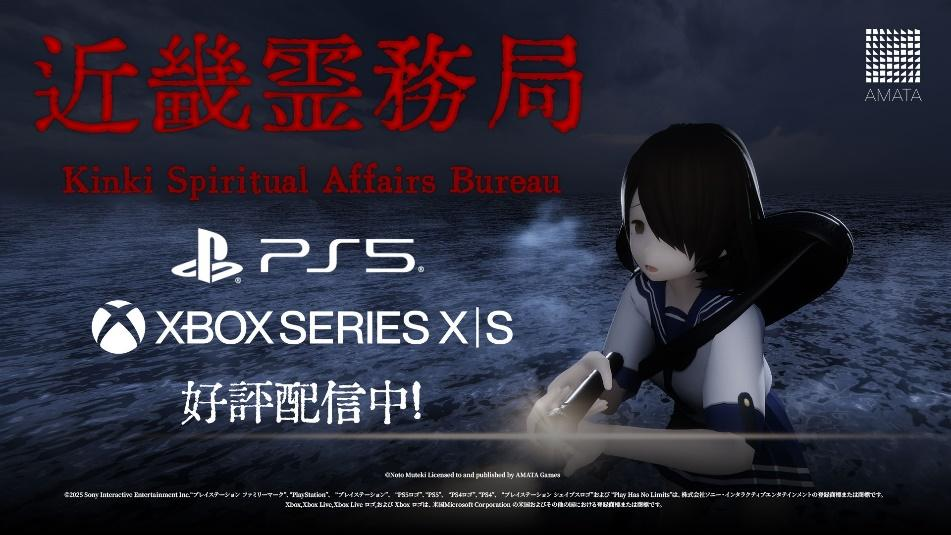 近畿霊務局
AMATA
Kinki Spiritual Affairs Bureau
PS5®
XBOX SERIES X|S
好評配信中!
©Noto Muteki Licensed to and published by AMATA Games
©2025 Sony Interactive Entertainment Inc."プレイステーション ファミリーマーク", "PlayStation", "プレイステーション", "PS5ロゴ", "PS5", "PS4ロゴ", "PS4", "プレイステーション シェイプスロゴ"および "Play Has No Limits"は、株式会社ソニー・インタラクティブエンタテインメントの登録商標または商標です。
Xbox,Xbox Live,Xbox Live ロゴ,および Xbox ロゴは、米国Microsoft Corporation の米国およびその他の国における登録商標または商標です。